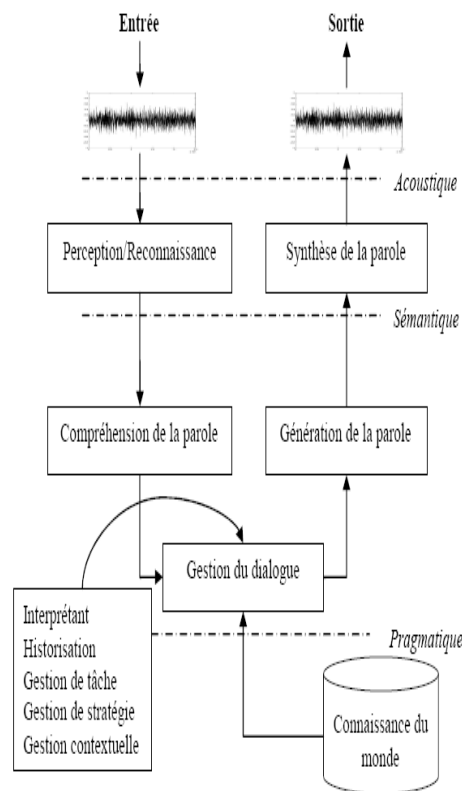 Entrée
Sortie
Acoustique
Perception/Reconnaissance
Synthèse de la parole
Sémantique
Compréhension de la parole
Génération de la parole
Gestion du dialogue
Interprétant
Historisation
Gestion de tâche
Gestion de stratégie
Gestion contextuelle
Pragmatique
Connaissance du
monde